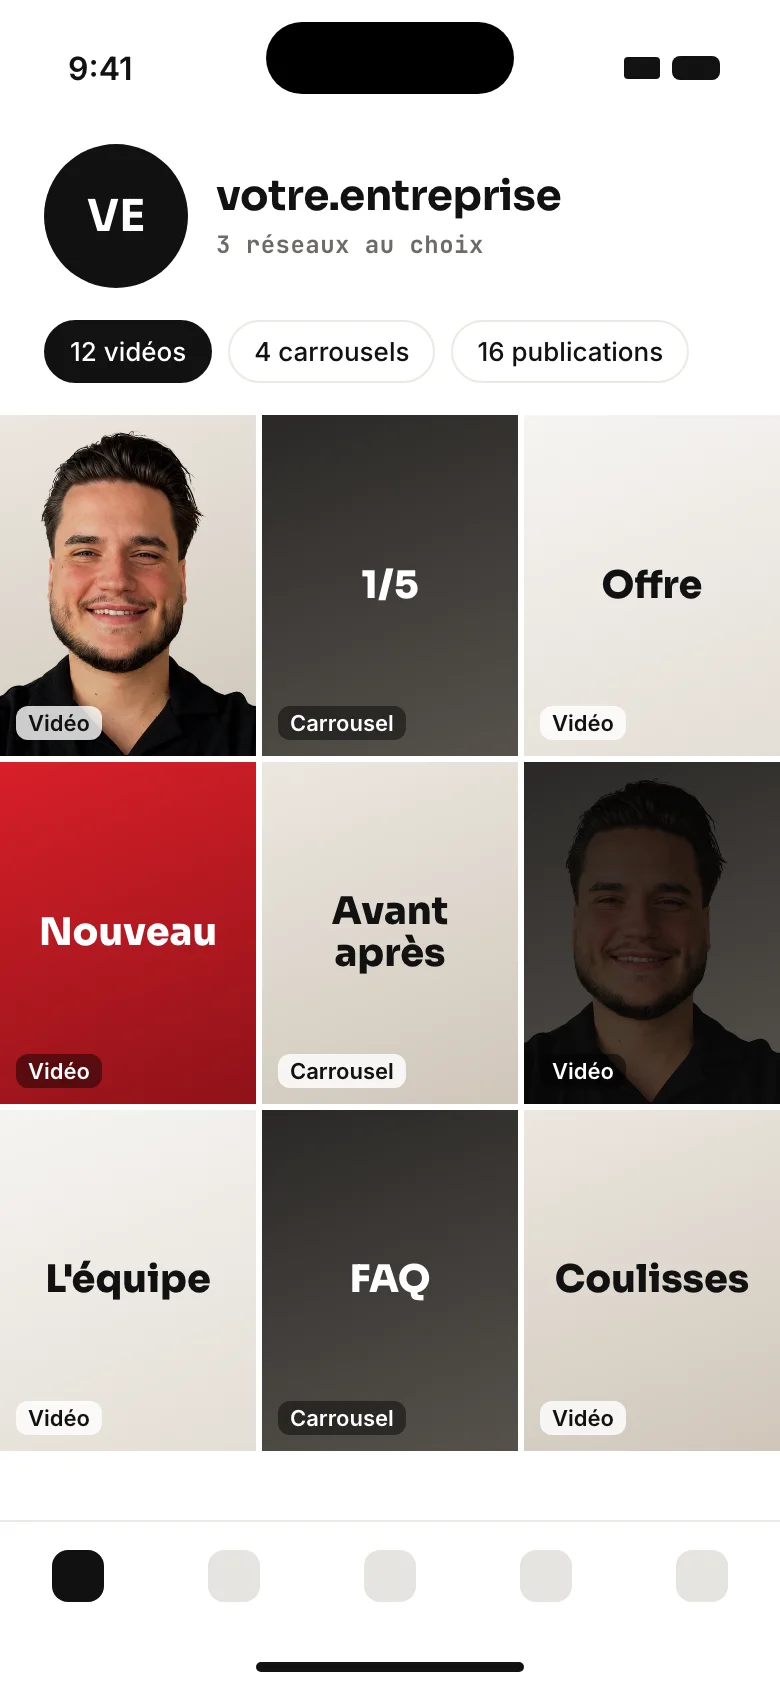 9:41
VE
votre.entreprise
3 réseaux au choix
12 vidéos
4 carrousels
16 publications
Vidéo
1/5
Carrousel
Offre
Vidéo
Nouveau
Vidéo
Avant
après
Carrousel
Vidéo
L'équipe
Vidéo
FAQ
Carrousel
Coulisses
Vidéo